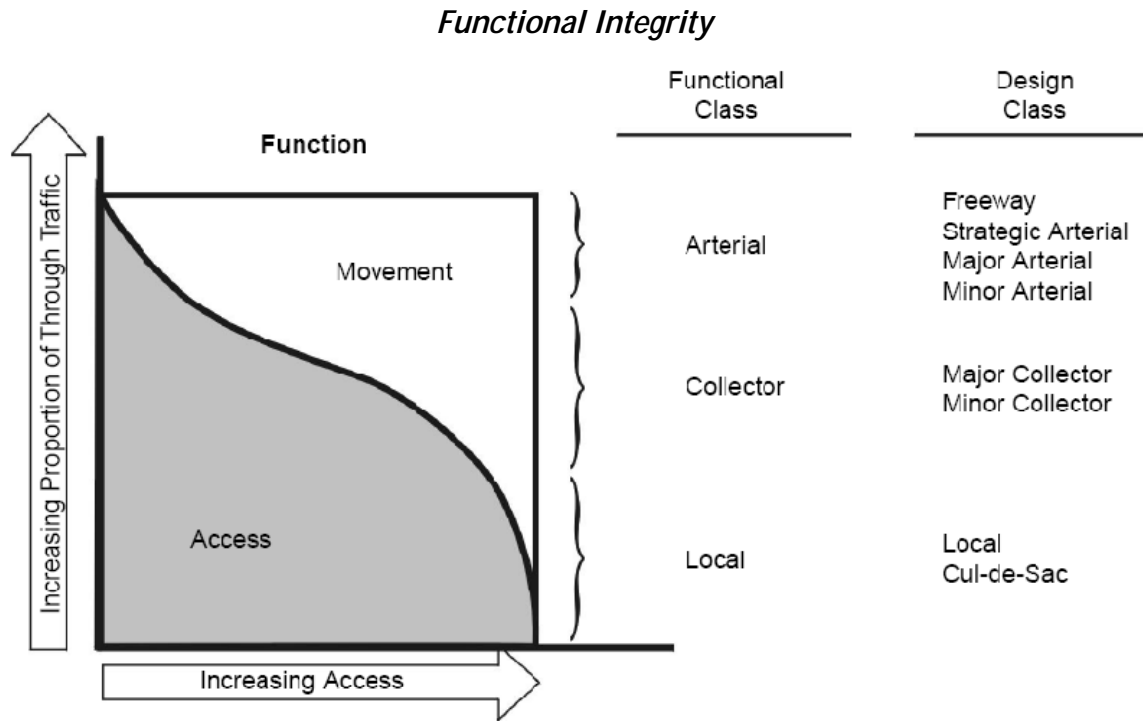 Functional Integrity
Functional
Class
Design
Class
Function
Increasing Proportion of Through Traffic
Movement
Access
Increasing Access
Arterial
Freeway
Strategic Arterial
Major Arterial
Minor Arterial
Collector
Major Collector
Minor Collector
Local
Local
Cul-de-Sac